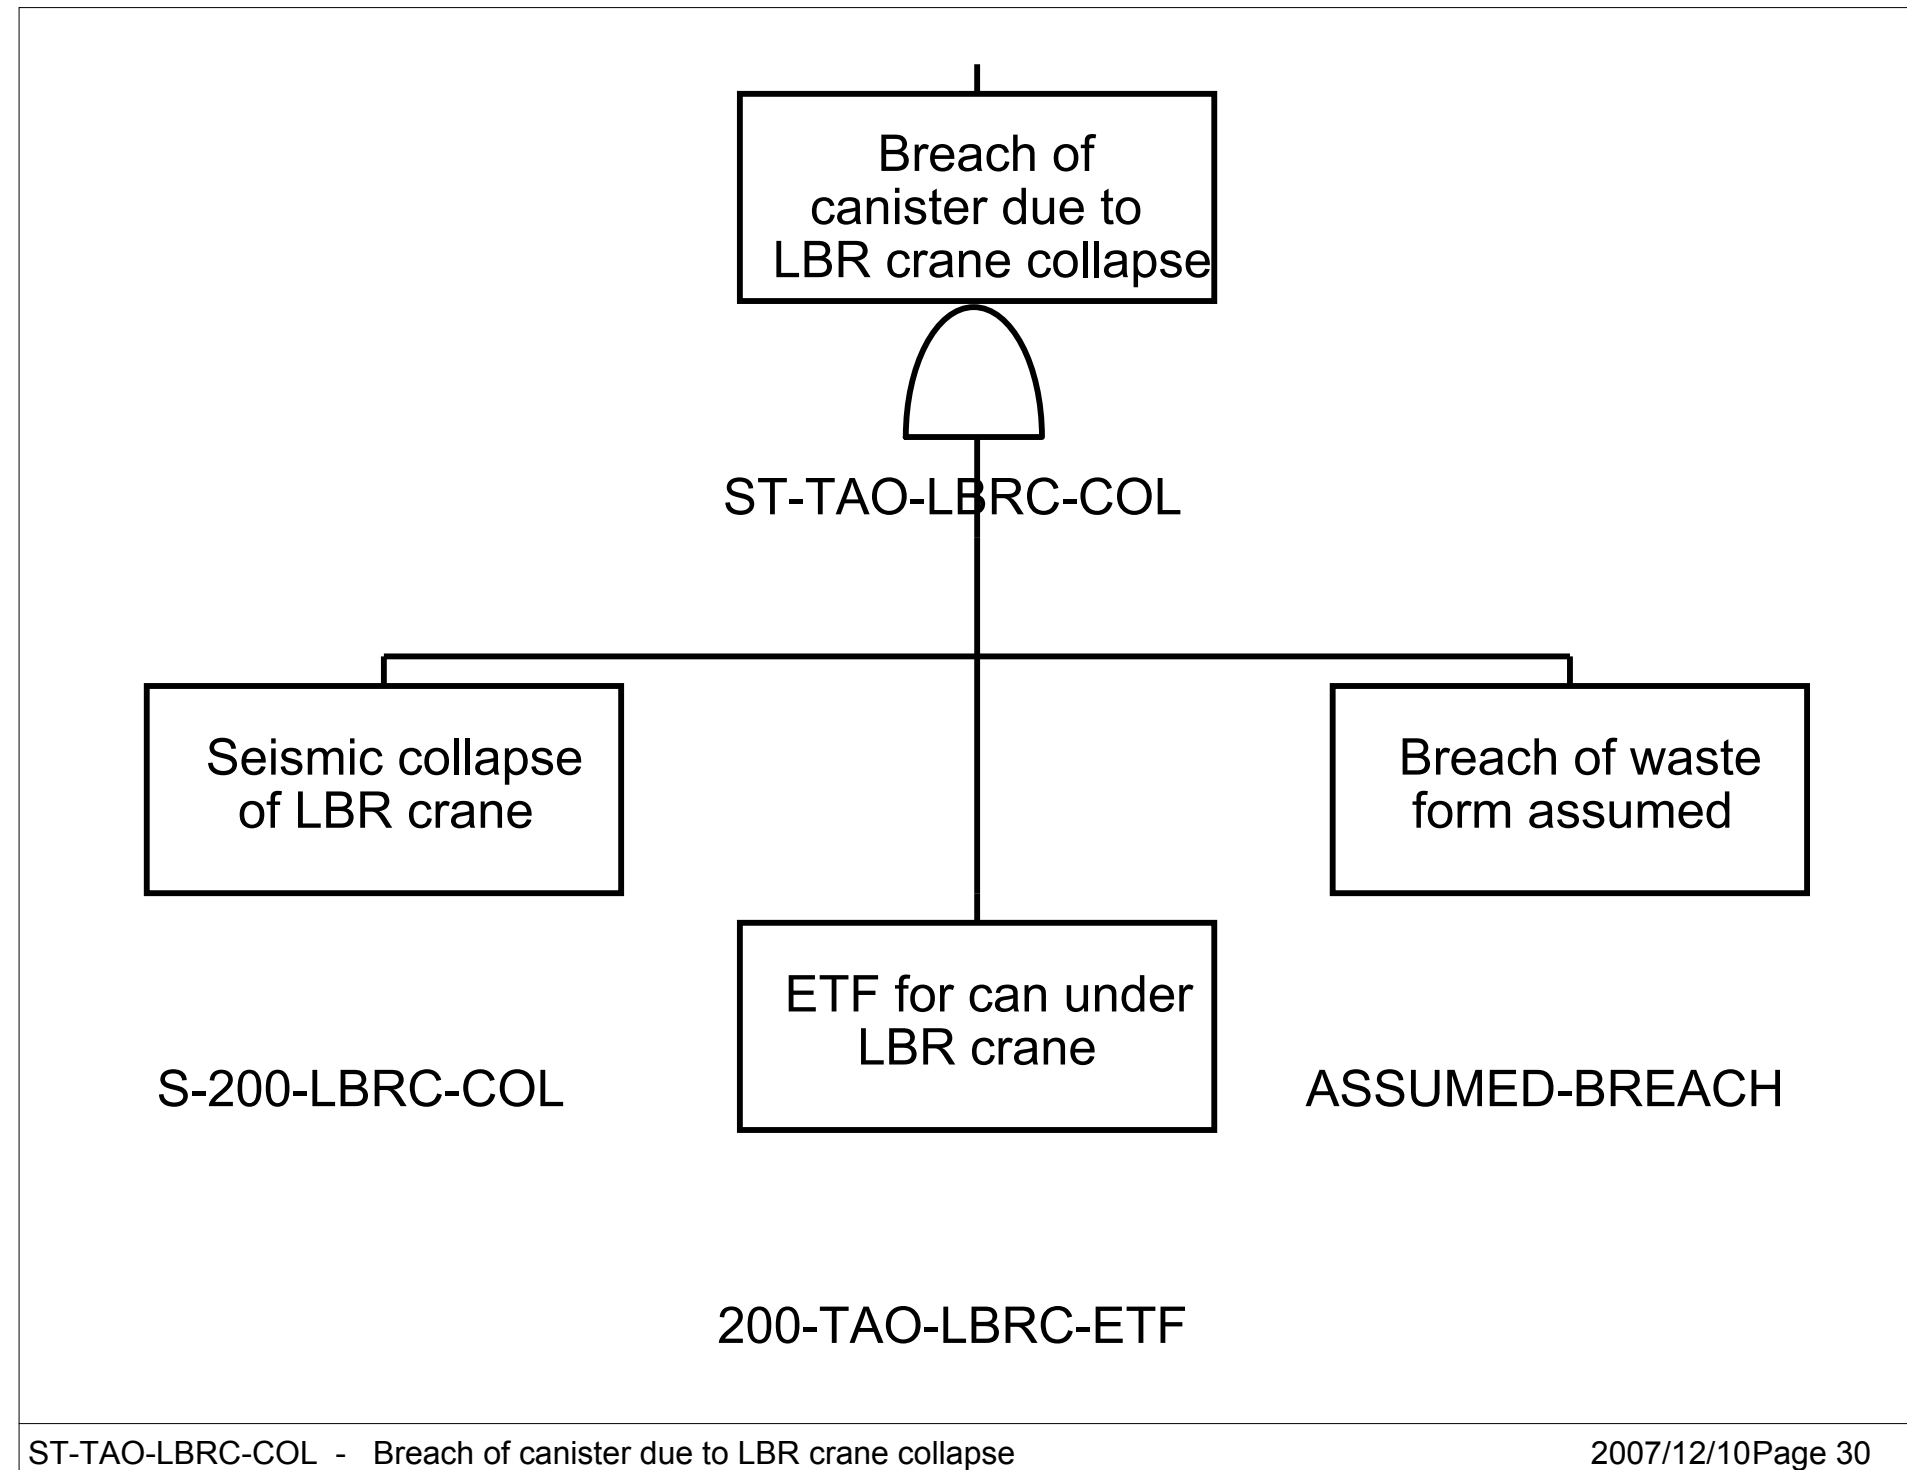 Breach of
canister due to
LBR crane collapse
ST-TAO-LBRC-COL
Seismic collapse
of LBR crane
S-200-LBRC-COL
ETF for can under
LBR crane
200-TAO-LBRC-ETF
Breach of waste
form assumed
ASSUMED-BREACH
ST-TAO-LBRC-COL - Breach of canister due to LBR crane collapse
2007/12/10Page 30